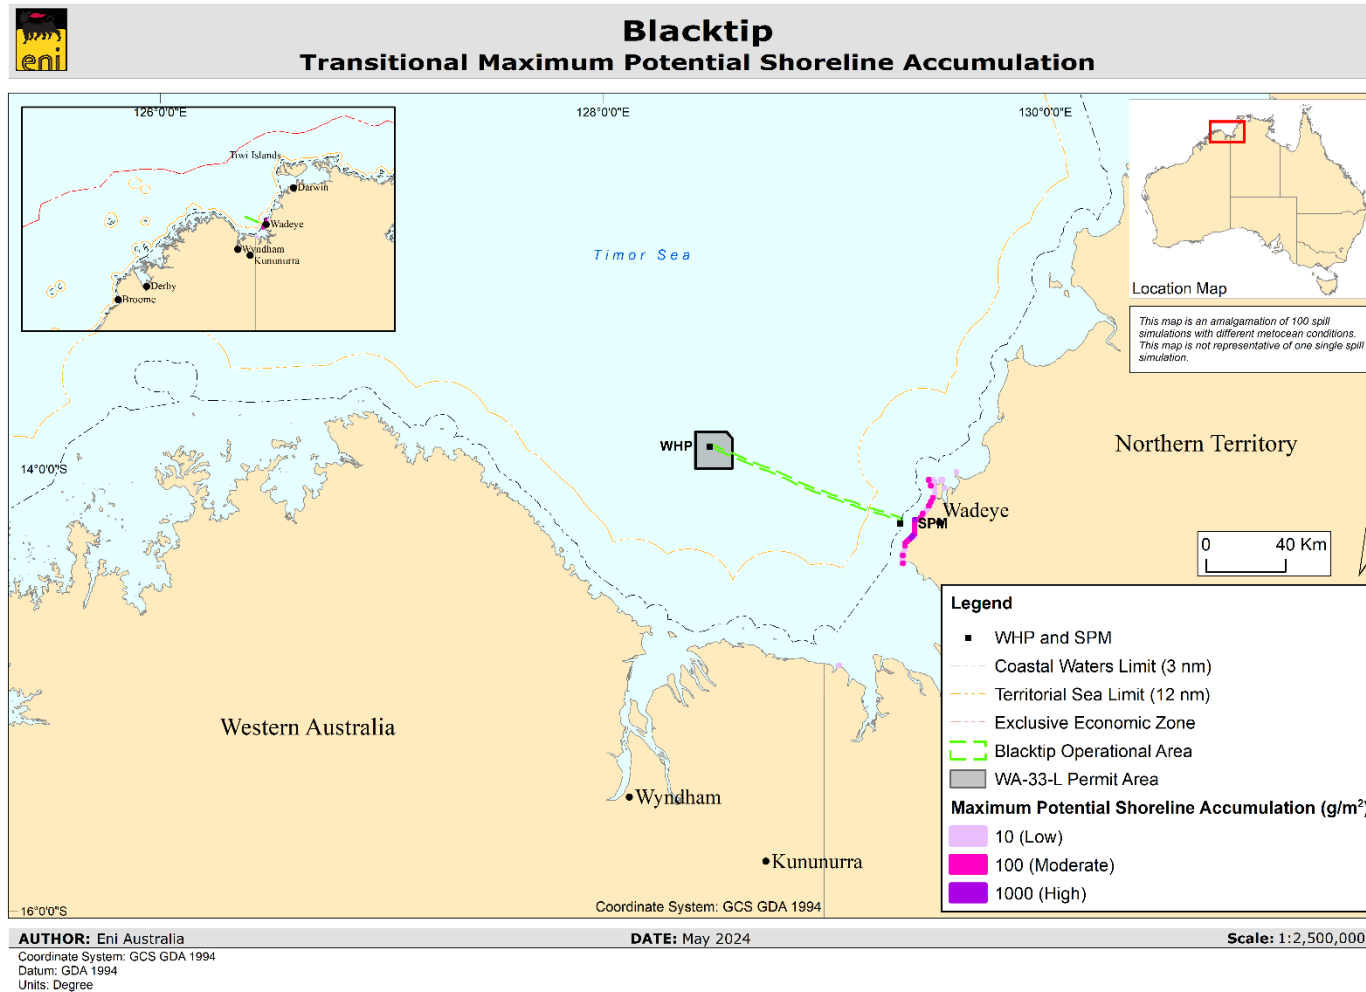 eni
Blacktip
Transitional Maximum Potential Shoreline Accumulation
126°0'0"E
128°0'0"E
130°0'0"E
Tiwi Islands
Darwin
Wadeye
Wyndham
Kununurra
Derby
Broome
Timor Sea
Location Map
This map is an amalgamation of 100 spill
simulations with different metocean conditions.
This map is not representative of one single spill
simulation.
WHP
Northern Territory
14°0'0"S
Wadeye
SPM
0 40 Km
Western Australia
Wyndham
Kununurra
Legend
WHP and SPM
Coastal Waters Limit (3 nm)
Territorial Sea Limit (12 nm)
Exclusive Economic Zone
Blacktip Operational Area
WA-33-L Permit Area
Maximum Potential Shoreline Accumulation (g/m²)
10 (Low)
100 (Moderate)
1000 (High)
16°0'0"S
Coordinate System: GCS GDA 1994
AUTHOR: Eni Australia
DATE: May 2024
Scale: 1:2,500,000
Coordinate System: GCS GDA 1994
Datum: GDA 1994
Units: Degree